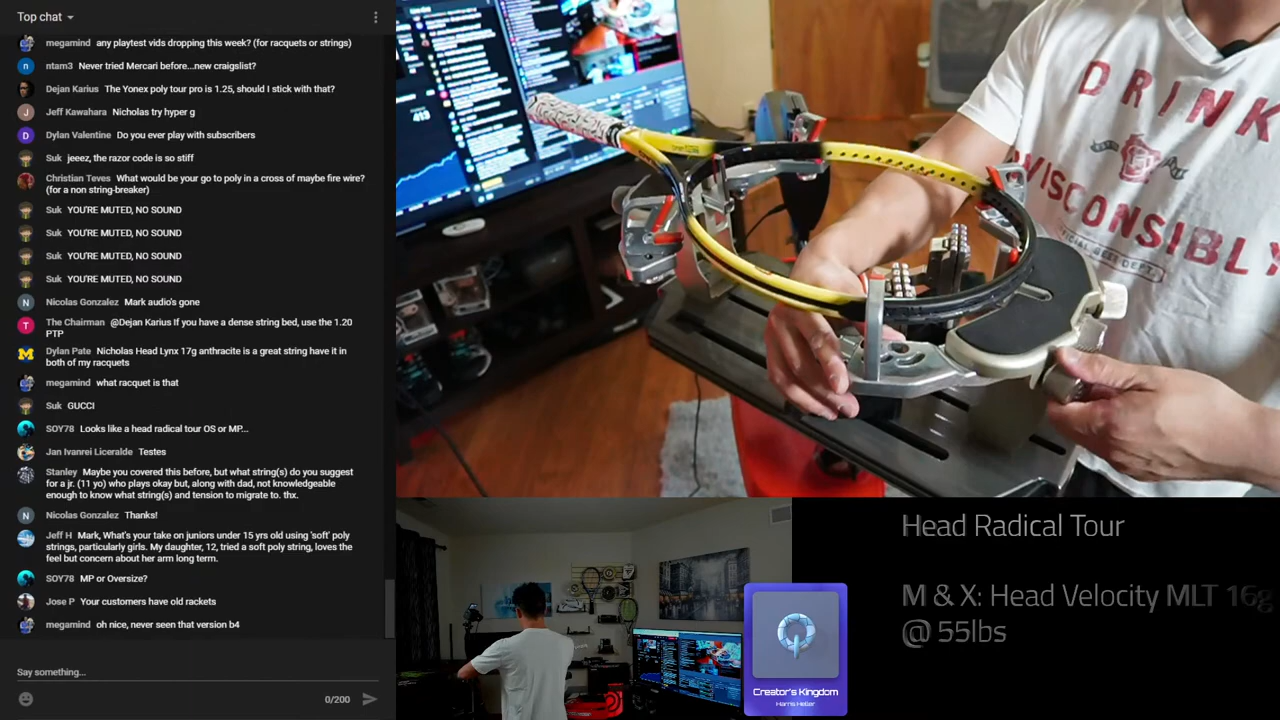 Top chat
megamind any playtest vids dropping this week? (for racquets or strings)
ntam3 Never tried Mercari before...new craigslist?
Dejan Karius The Yonex poly tour pro is 1.25, should I stick with that?
Jeff Kawahara Nicholas try hyper g
Dylan Valentine Do you ever play with subscribers
Suk jeeez, the razor code is so stiff
Christian Teves What would be your go to poly in a cross of maybe fire wire?
(for a non string-breaker)
Suk YOU'RE MUTED, NO SOUND
Suk YOU'RE MUTED, NO SOUND
Suk YOU'RE MUTED, NO SOUND
Suk YOU'RE MUTED, NO SOUND
Nicolas Gonzalez Mark audio's gone
The Chairman @Dejan Karius If you have a dense string bed, use the 1.20
PTP
Dylan Pate Nicholas Head Lynx 17g anthracite is a great string have it in
both of my racquets
megamind what racquet is that
Suk GUCCI
SOY78 Looks like a head radical tour OS or MP...
Jan Ivanrei Liceralde Testes
Stanley Maybe you covered this before, but what string(s) do you suggest
for a jr. (11 yo) who plays okay but, along with dad, not knowledgeable
enough to know what string(s) and tension to migrate to. thx.
Nicolas Gonzalez Thanks!
Jeff H Mark, What's your take on juniors under 15 yrs old using 'soft' poly
strings, particularly girls. My daughter, 12, tried a soft poly string, loves the
feel but concern about her arm long term.
SOY78 MP or Oversize?
Jose P Your customers have old rackets
megamind oh nice, never seen that version b4
Say something...
0/200
DRINK
WISCONSIBLY
Head Radical Tour
M & X: Head Velocity MLT 16g
@ 55lbs
Creator's Kingdom
Harris Heller